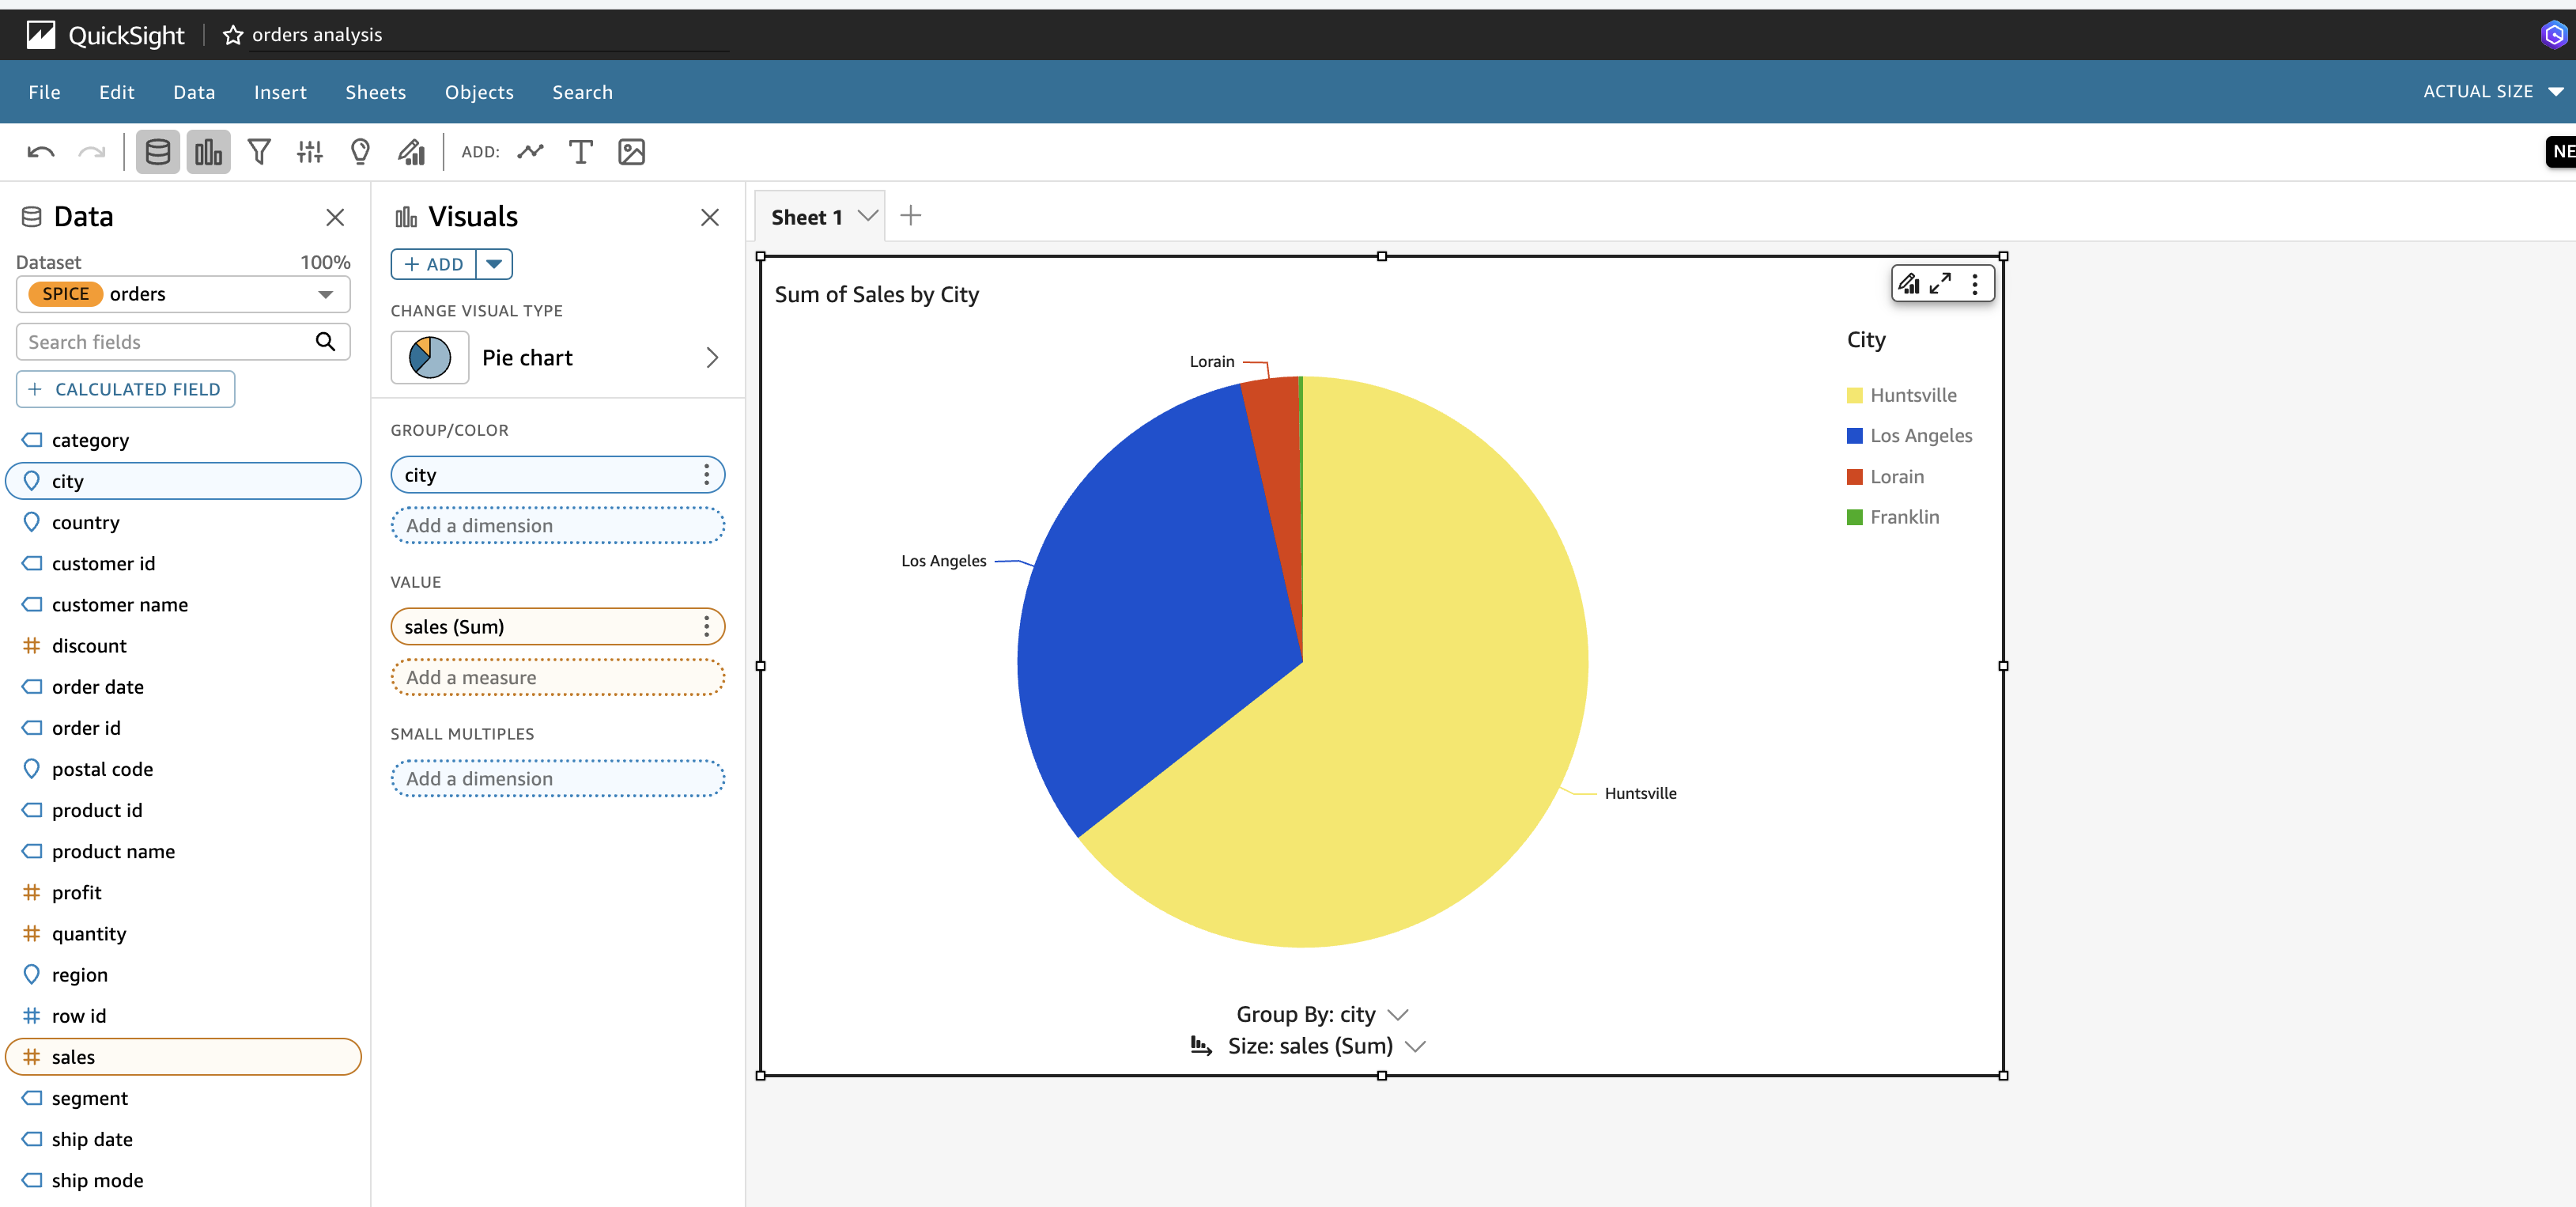 QuickSight
orders analysis
File Edit Data Insert Sheets Objects Search
ACTUAL SIZE
ADD:
NE
Data
Dataset 100%
SPICE orders
Search fields
+ CALCULATED FIELD
category
city
country
customer id
customer name
discount
order date
order id
postal code
product id
product name
profit
quantity
region
row id
sales
segment
ship date
ship mode
Visuals
+ ADD
CHANGE VISUAL TYPE
Pie chart
GROUP/COLOR
city
Add a dimension
VALUE
sales (Sum)
Add a measure
SMALL MULTIPLES
Add a dimension
Sheet 1
Sum of Sales by City
Lorain
Los Angeles
Huntsville
City
Huntsville
Los Angeles
Lorain
Franklin
Group By: city
Size: sales (Sum)